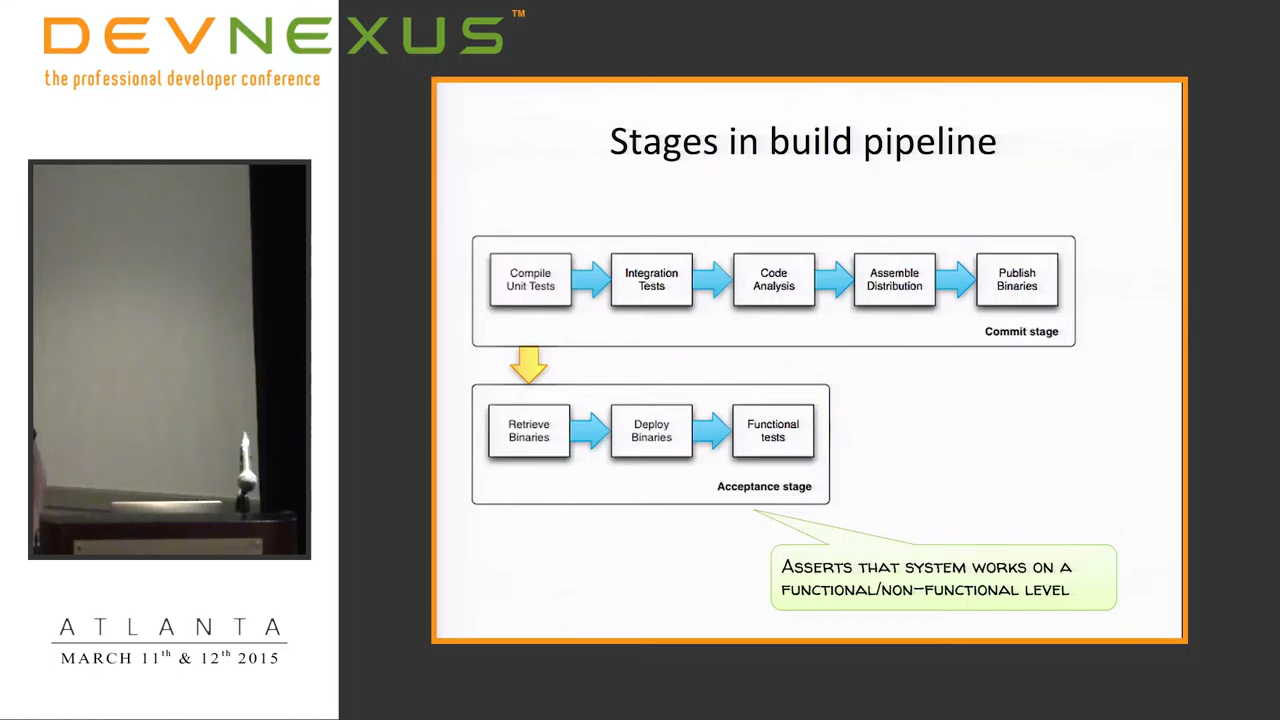 DEVNEXUS™
the professional developer conference
Stages in build pipeline
Compile
Unit Tests
Integration
Tests
Code
Analysis
Assemble
Distribution
Publish
Binaries
Commit stage
Retrieve
Binaries
Deploy
Binaries
Functional
tests
Acceptance stage
Asserts that system works on a
functional/non-functional level
ATLANTA
MARCH 11th & 12th 2015